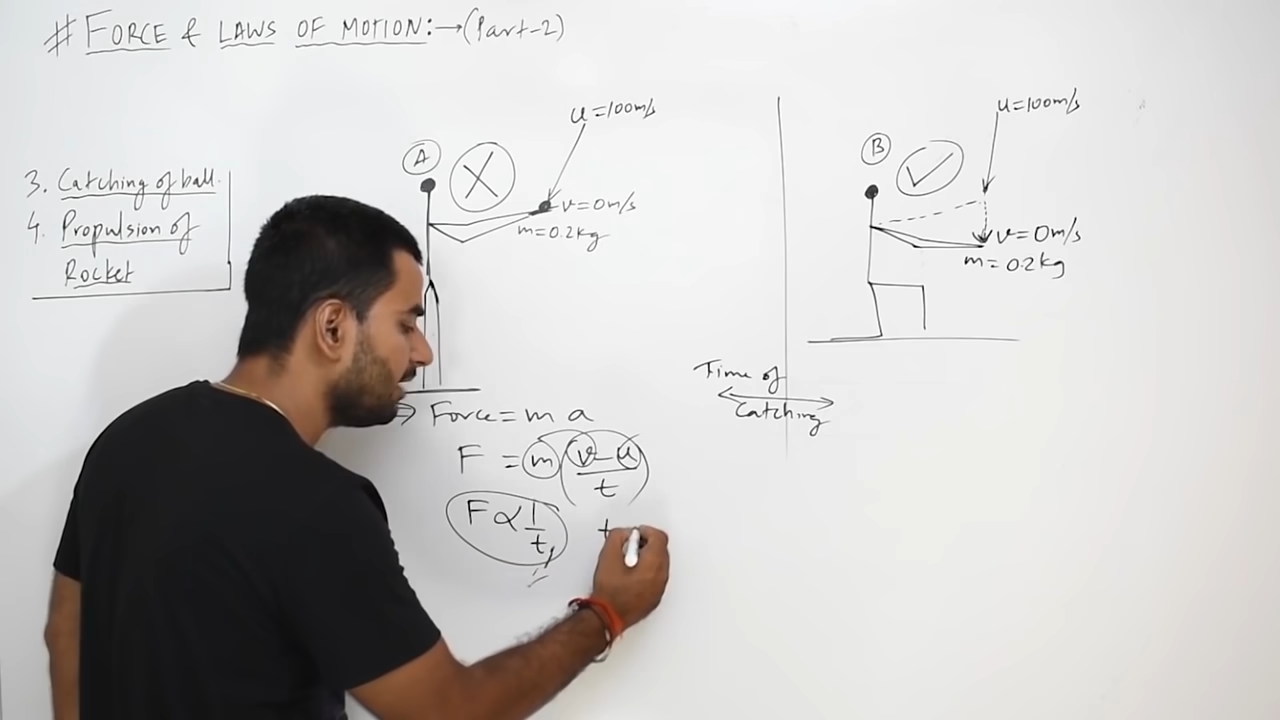 # FORCE & LAWS OF MOTION:→(Part-2)
3. Catching of ball.
4. Propulsion of
Rocket
A
X
u=100m/s
v=0m/s
m=0.2kg
⇒ Force = m a
F = m (v-u/t)
F ∝ 1/t
t
B
✓
u=100m/s
v=0m/s
m=0.2kg
Time of
Catching